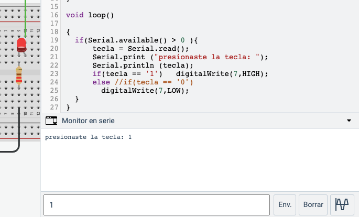 15
16 void loop()
17
18 {
19 if(Serial.available() > 0 ){
20 tecla = Serial.read();
21 Serial.print ("presionaste la tecla: ");
22 Serial.println (tecla);
23 if(tecla == '1') digitalWrite(7,HIGH);
24 else //if(tecla == '0')
25 digitalWrite(7,LOW);
26 }
27 }
Monitor en serie
presionaste la tecla: 1
1
Env. Borrar